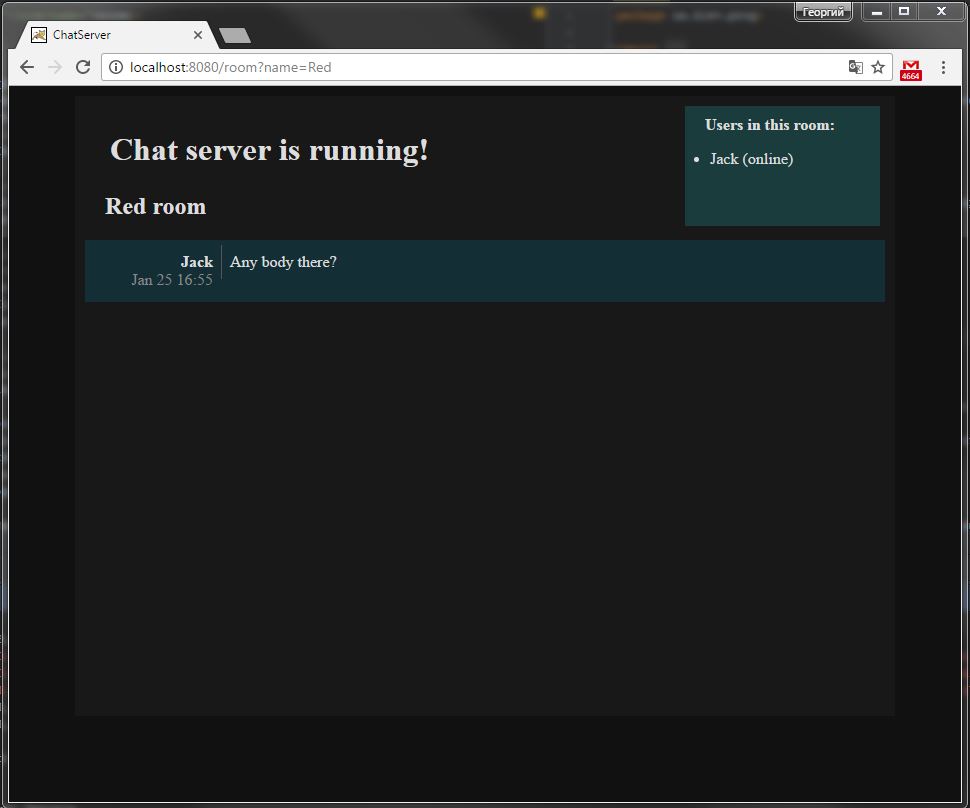 Георгий
ChatServer
localhost:8080/room?name=Red
4664
Chat server is running!
Users in this room:
Jack (online)
Red room
Jack
Any body there?
Jan 25 16:55